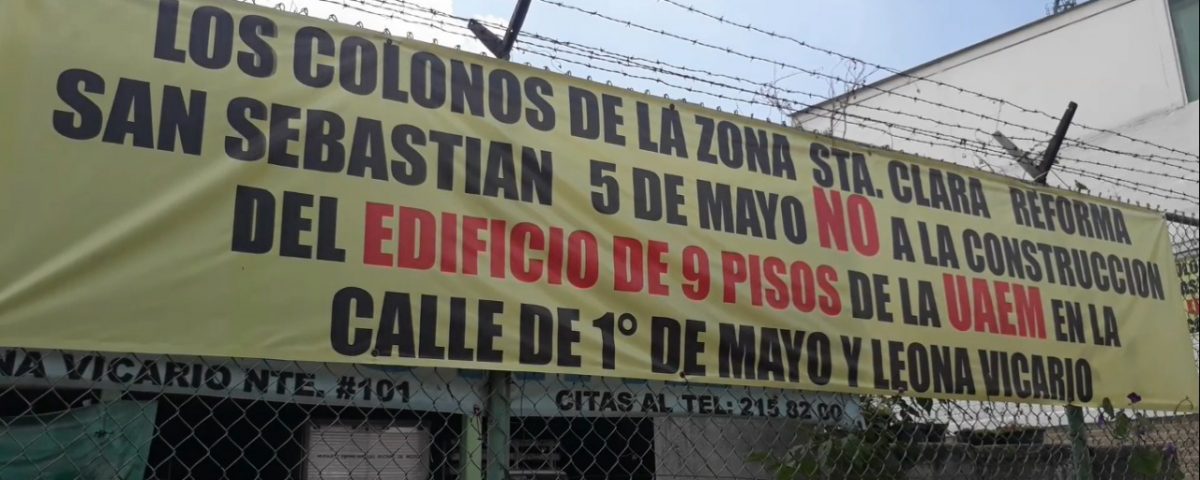 LOS COLONOS DE LA ZONA STA. CLARA REFORMA
SAN SEBASTIAN 5 DE MAYO NO A LA CONSTRUCCION
DEL EDIFICIO DE 9 PISOS DE LA UAEM EN LA
CALLE DE 1° DE MAYO Y LEONA VICARIO
NA VICARIO NTE. #101
CITAS AL TEL: 215 82 00